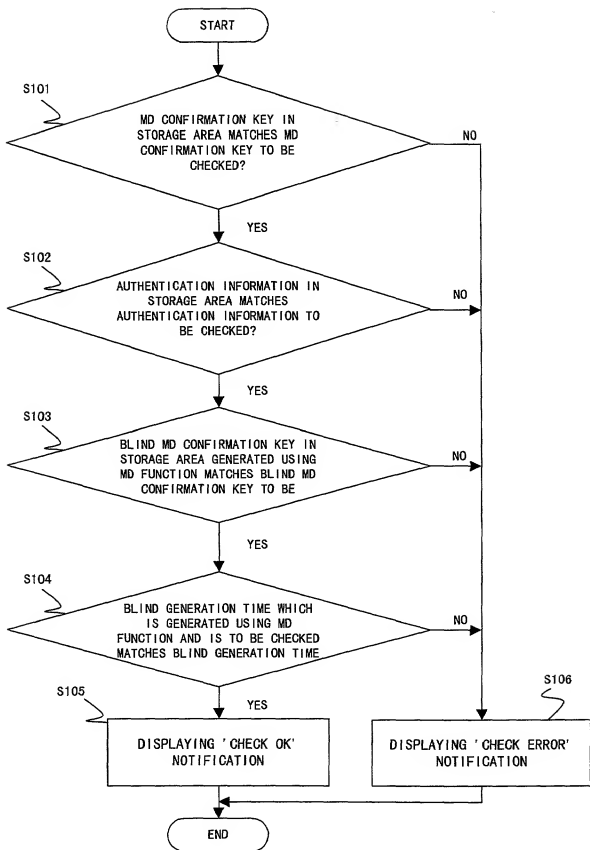 START
S101
MD CONFIRMATION KEY IN
STORAGE AREA MATCHES MD
CONFIRMATION KEY TO BE
CHECKED?
NO
YES
S102
AUTHENTICATION INFORMATION IN
STORAGE AREA MATCHES
AUTHENTICATION INFORMATION TO
BE CHECKED?
NO
YES
S103
BLIND MD CONFIRMATION KEY IN
STORAGE AREA GENERATED USING
MD FUNCTION MATCHES BLIND MD
CONFIRMATION KEY TO BE
NO
YES
S104
BLIND GENERATION TIME WHICH
IS GENERATED USING MD
FUNCTION AND IS TO BE CHECKED
MATCHES BLIND GENERATION TIME
NO
YES
S105
DISPLAYING 'CHECK OK'
NOTIFICATION
S106
DISPLAYING 'CHECK ERROR'
NOTIFICATION
END